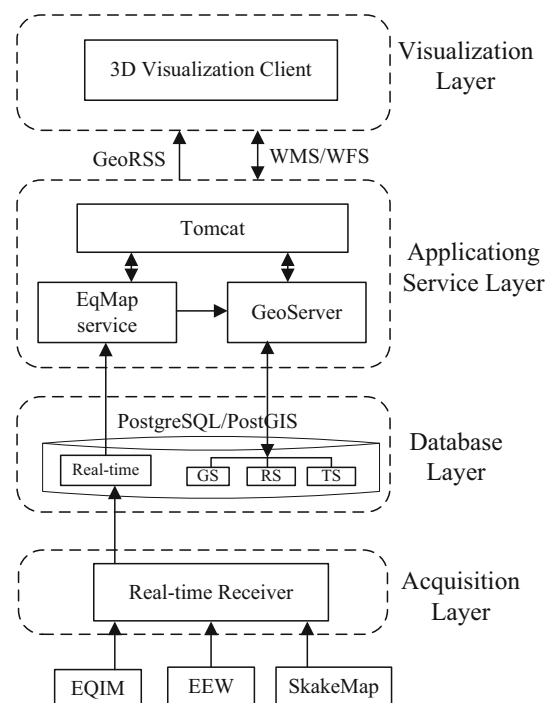 Visualization
Layer
3D Visualization Client
GeoRSS
WMS/WFS
Tomcat
Applicationg
Service Layer
EqMap
service
GeoServer
PostgreSQL/PostGIS
Database
Layer
Real-time
GS
RS
TS
Acquisition
Layer
Real-time Receiver
EQIM
EEW
SkakeMap